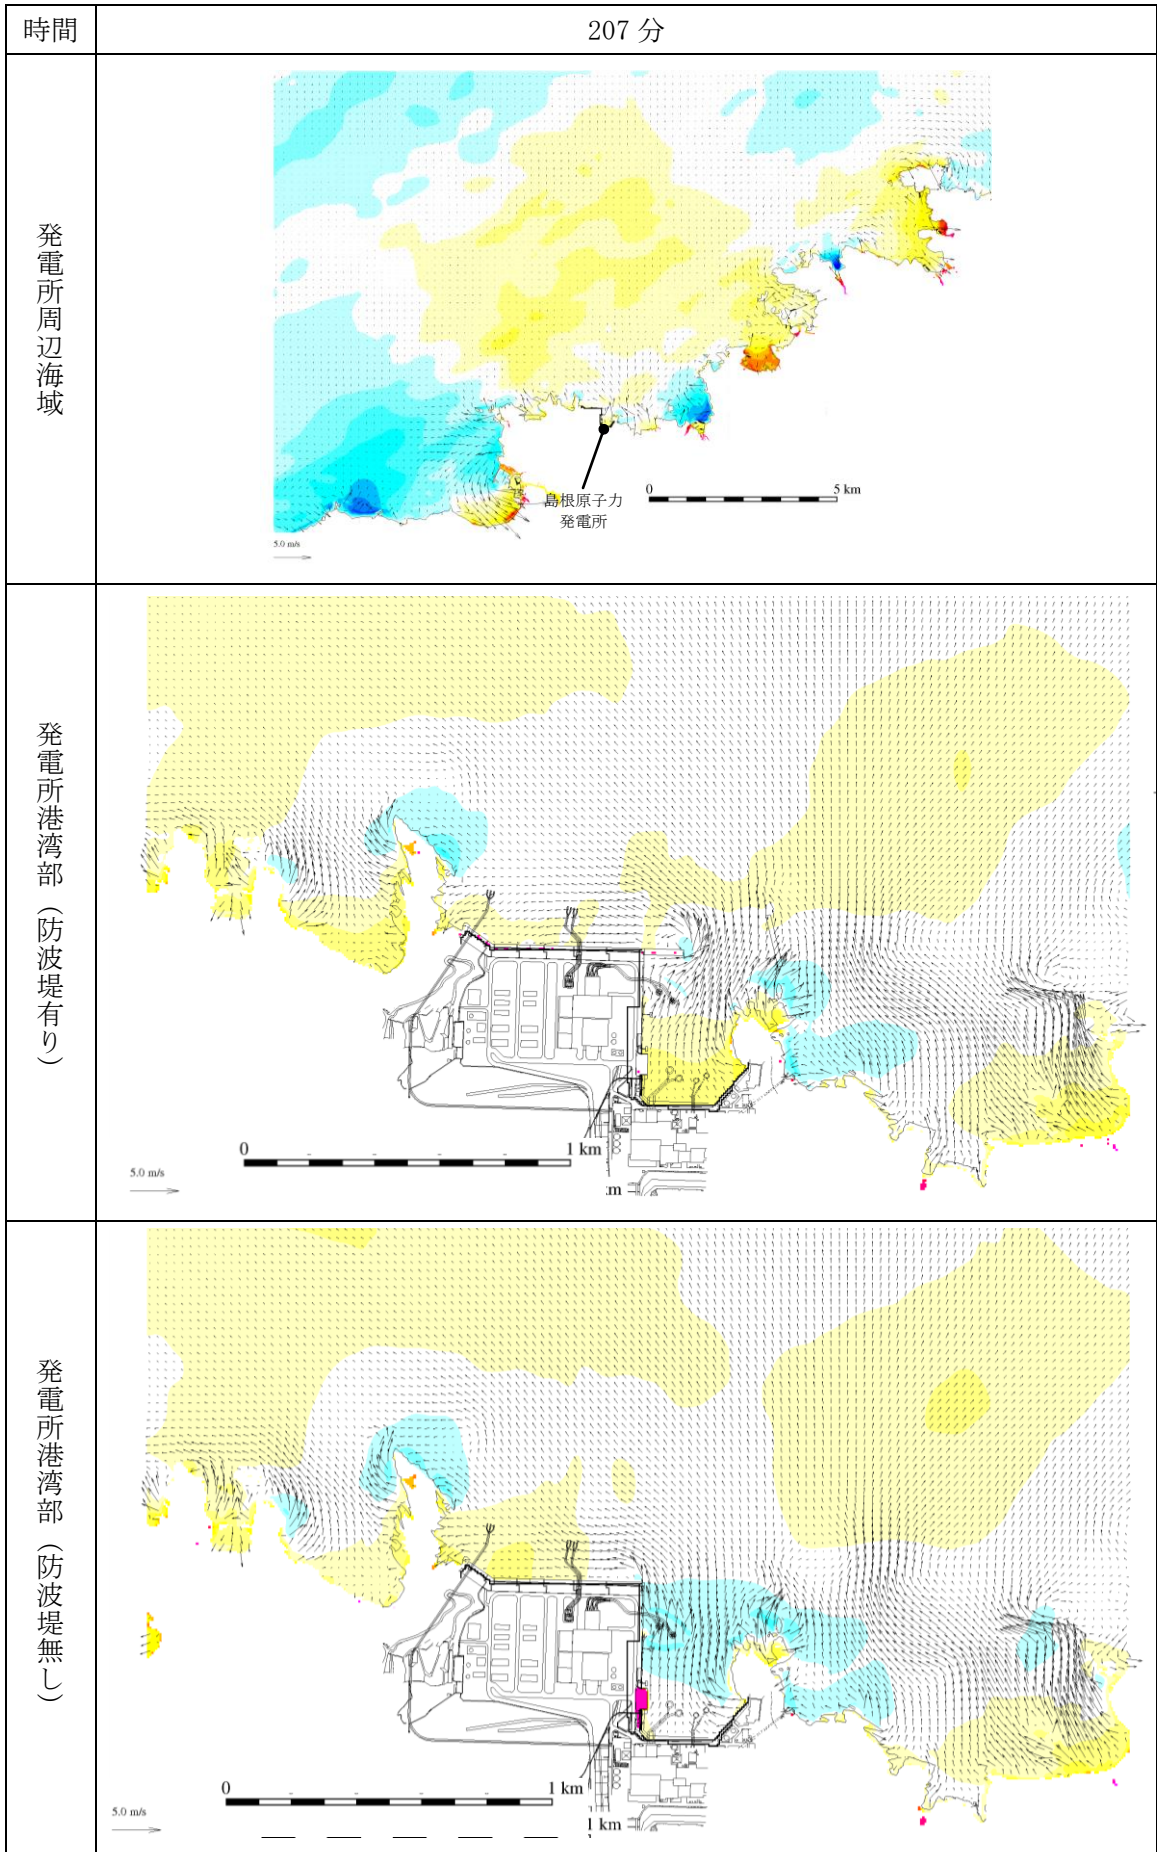 時間
207 分
発電所周辺海域
島根原子力
発電所
0
5 km
5.0 m/s
発電所港湾部（防波堤有り）
0
1 km
5.0 m/s
:m
発電所港湾部（防波堤無し）
0
1 km
5.0 m/s
1 km